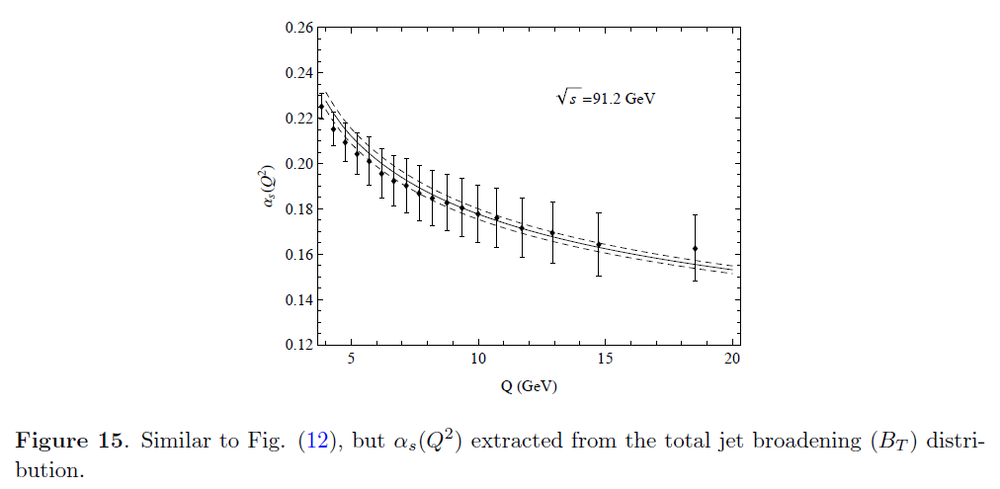 0.26
0.24
0.22
0.20
0.18
0.16
0.14
0.12
αs(Q²)
√s =91.2 GeV
5 10 15 20
Q (GeV)
Figure 15. Similar to Fig. (12), but αs(Q²) extracted from the total jet broadening (BT) distri-
bution.